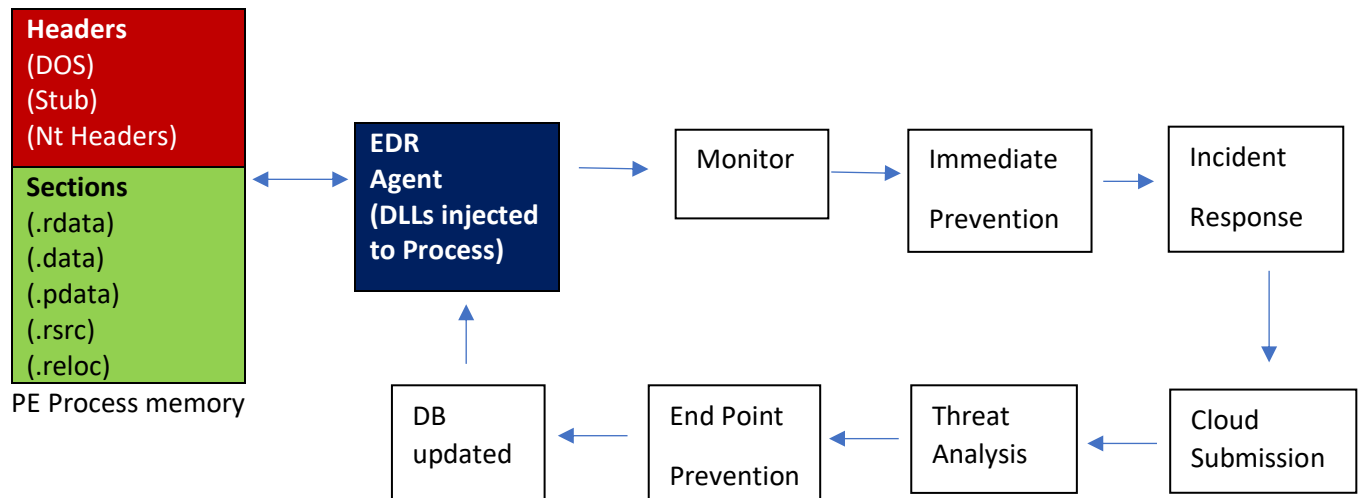 Headers
(DOS)
(Stub)
(Nt Headers)
Sections
(.rdata)
(.data)
(.pdata)
(.rsrc)
(.reloc)
PE Process memory
EDR
Agent
(DLLs injected
to Process)
Monitor
Immediate
Prevention
Incident
Response
Cloud
Submission
Threat
Analysis
End Point
Prevention
DB
updated